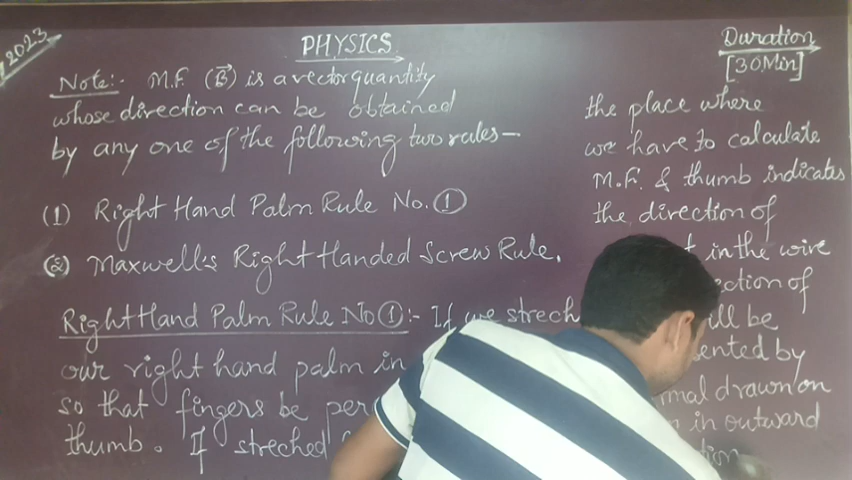 2023
PHYSICS
Duration
[30Min]
Note:- M.F. (B⃗) is a vector quantity
whose direction can be obtained
by any one of the following two rules—
(1) Right Hand Palm Rule No. ①
(2) Maxwell's Right Handed Screw Rule.
Right Hand Palm Rule No ①:- If we strech
our right hand palm in
so that fingers be per
thumb. If streched
the place where
we have to calculate
M.F. & thumb indicates
the direction of
t in the wire
ection of
ll be
ented by
mal drawn on
in outward
tion